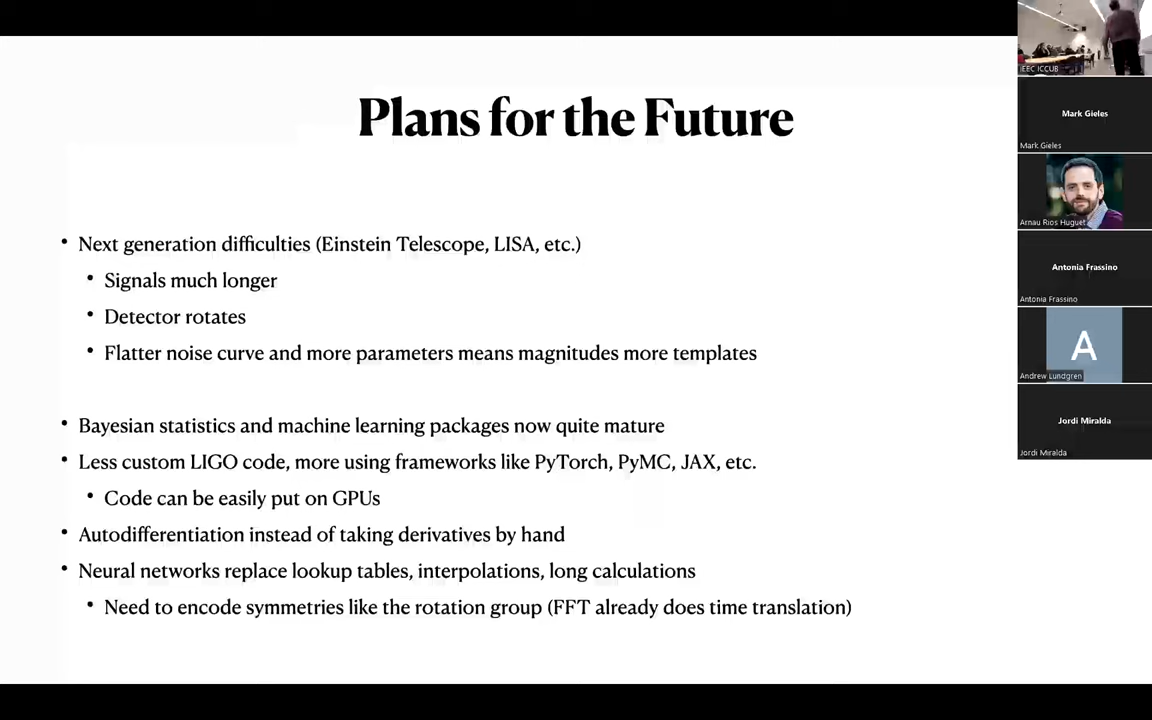 Plans for the Future
• Next generation difficulties (Einstein Telescope, LISA, etc.)
• Signals much longer
• Detector rotates
• Flatter noise curve and more parameters means magnitudes more templates
• Bayesian statistics and machine learning packages now quite mature
• Less custom LIGO code, more using frameworks like PyTorch, PyMC, JAX, etc.
• Code can be easily put on GPUs
• Autodifferentiation instead of taking derivatives by hand
• Neural networks replace lookup tables, interpolations, long calculations
• Need to encode symmetries like the rotation group (FFT already does time translation)
IEEC ICCUB
Mark Gieles
Mark Gieles
Arnau Rios Huguet
Antonia Frassino
Antonia Frassino
A
Andrew Lundgren
Jordi Miralda
Jordi Miralda